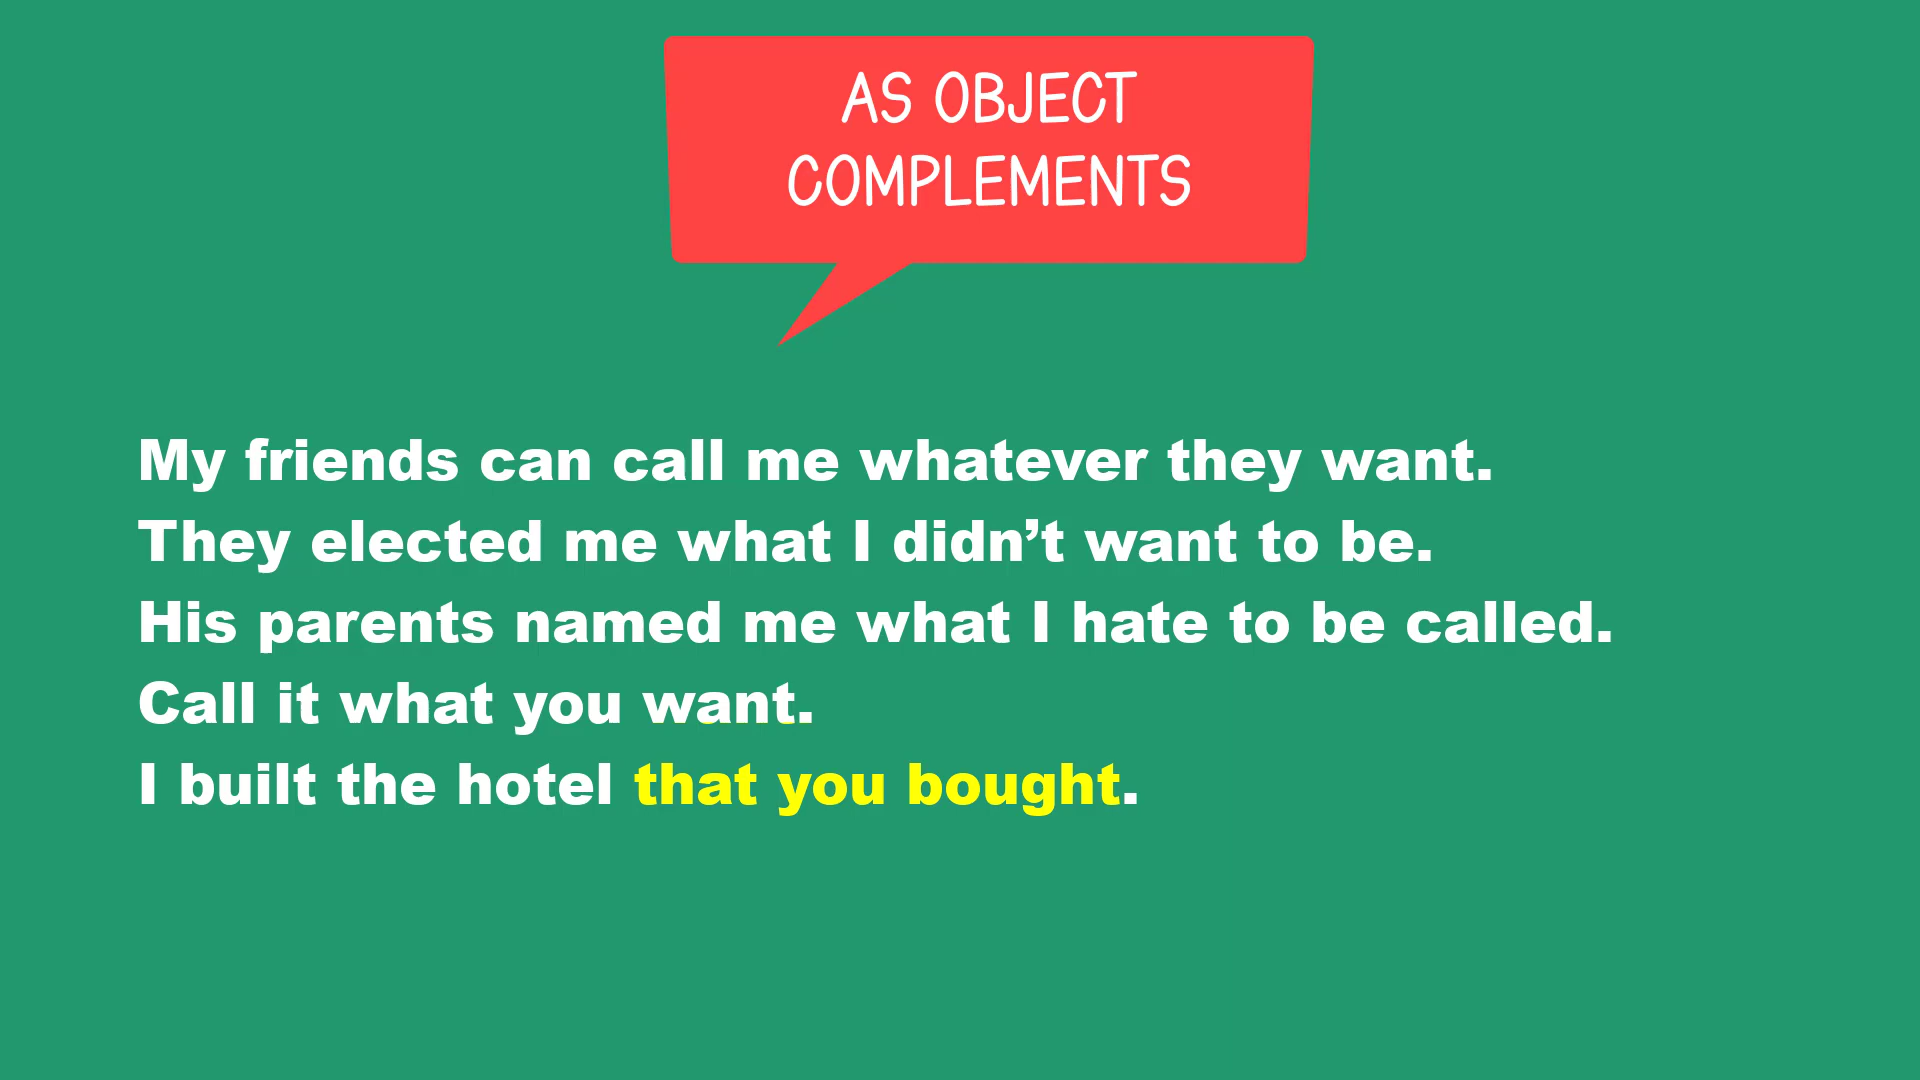 AS OBJECT
COMPLEMENTS
My friends can call me whatever they want.
They elected me what I didn’t want to be.
His parents named me what I hate to be called.
Call it what you want.
I built the hotel that you bought.